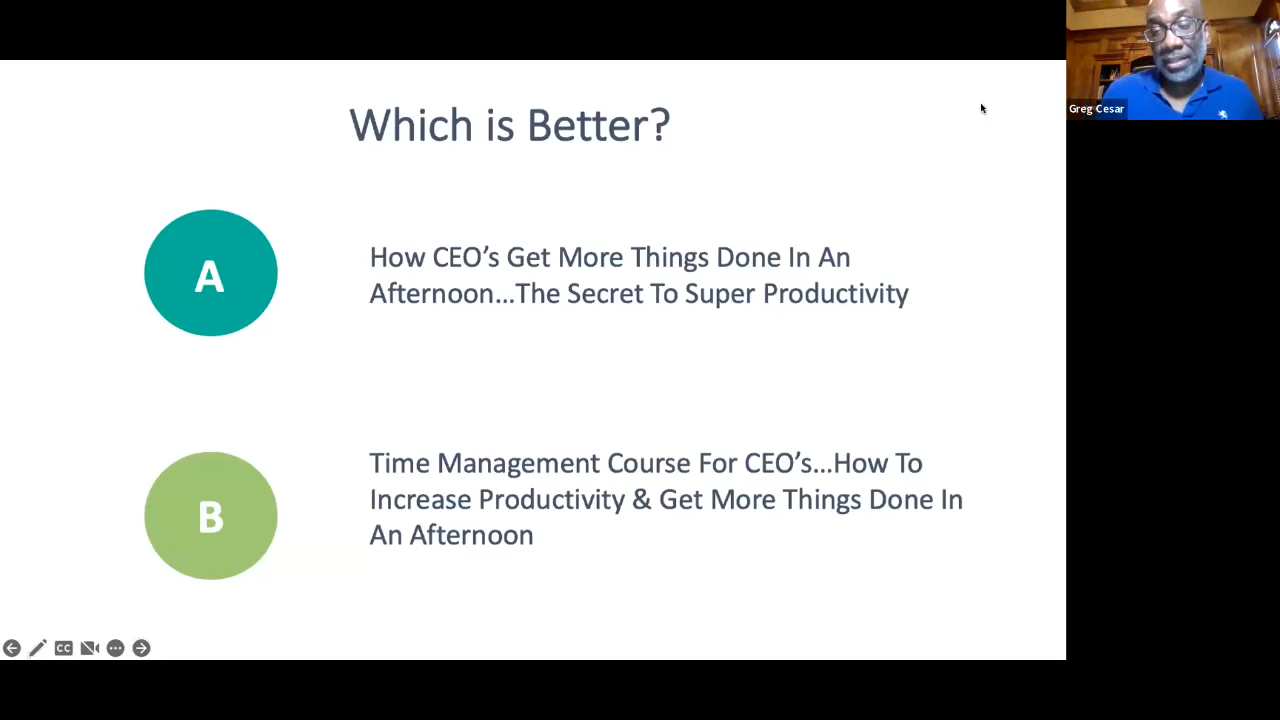 Which is Better?
Greg Cesar
A
How CEO’s Get More Things Done In An
Afternoon...The Secret To Super Productivity
B
Time Management Course For CEO’s...How To
Increase Productivity & Get More Things Done In
An Afternoon
CC